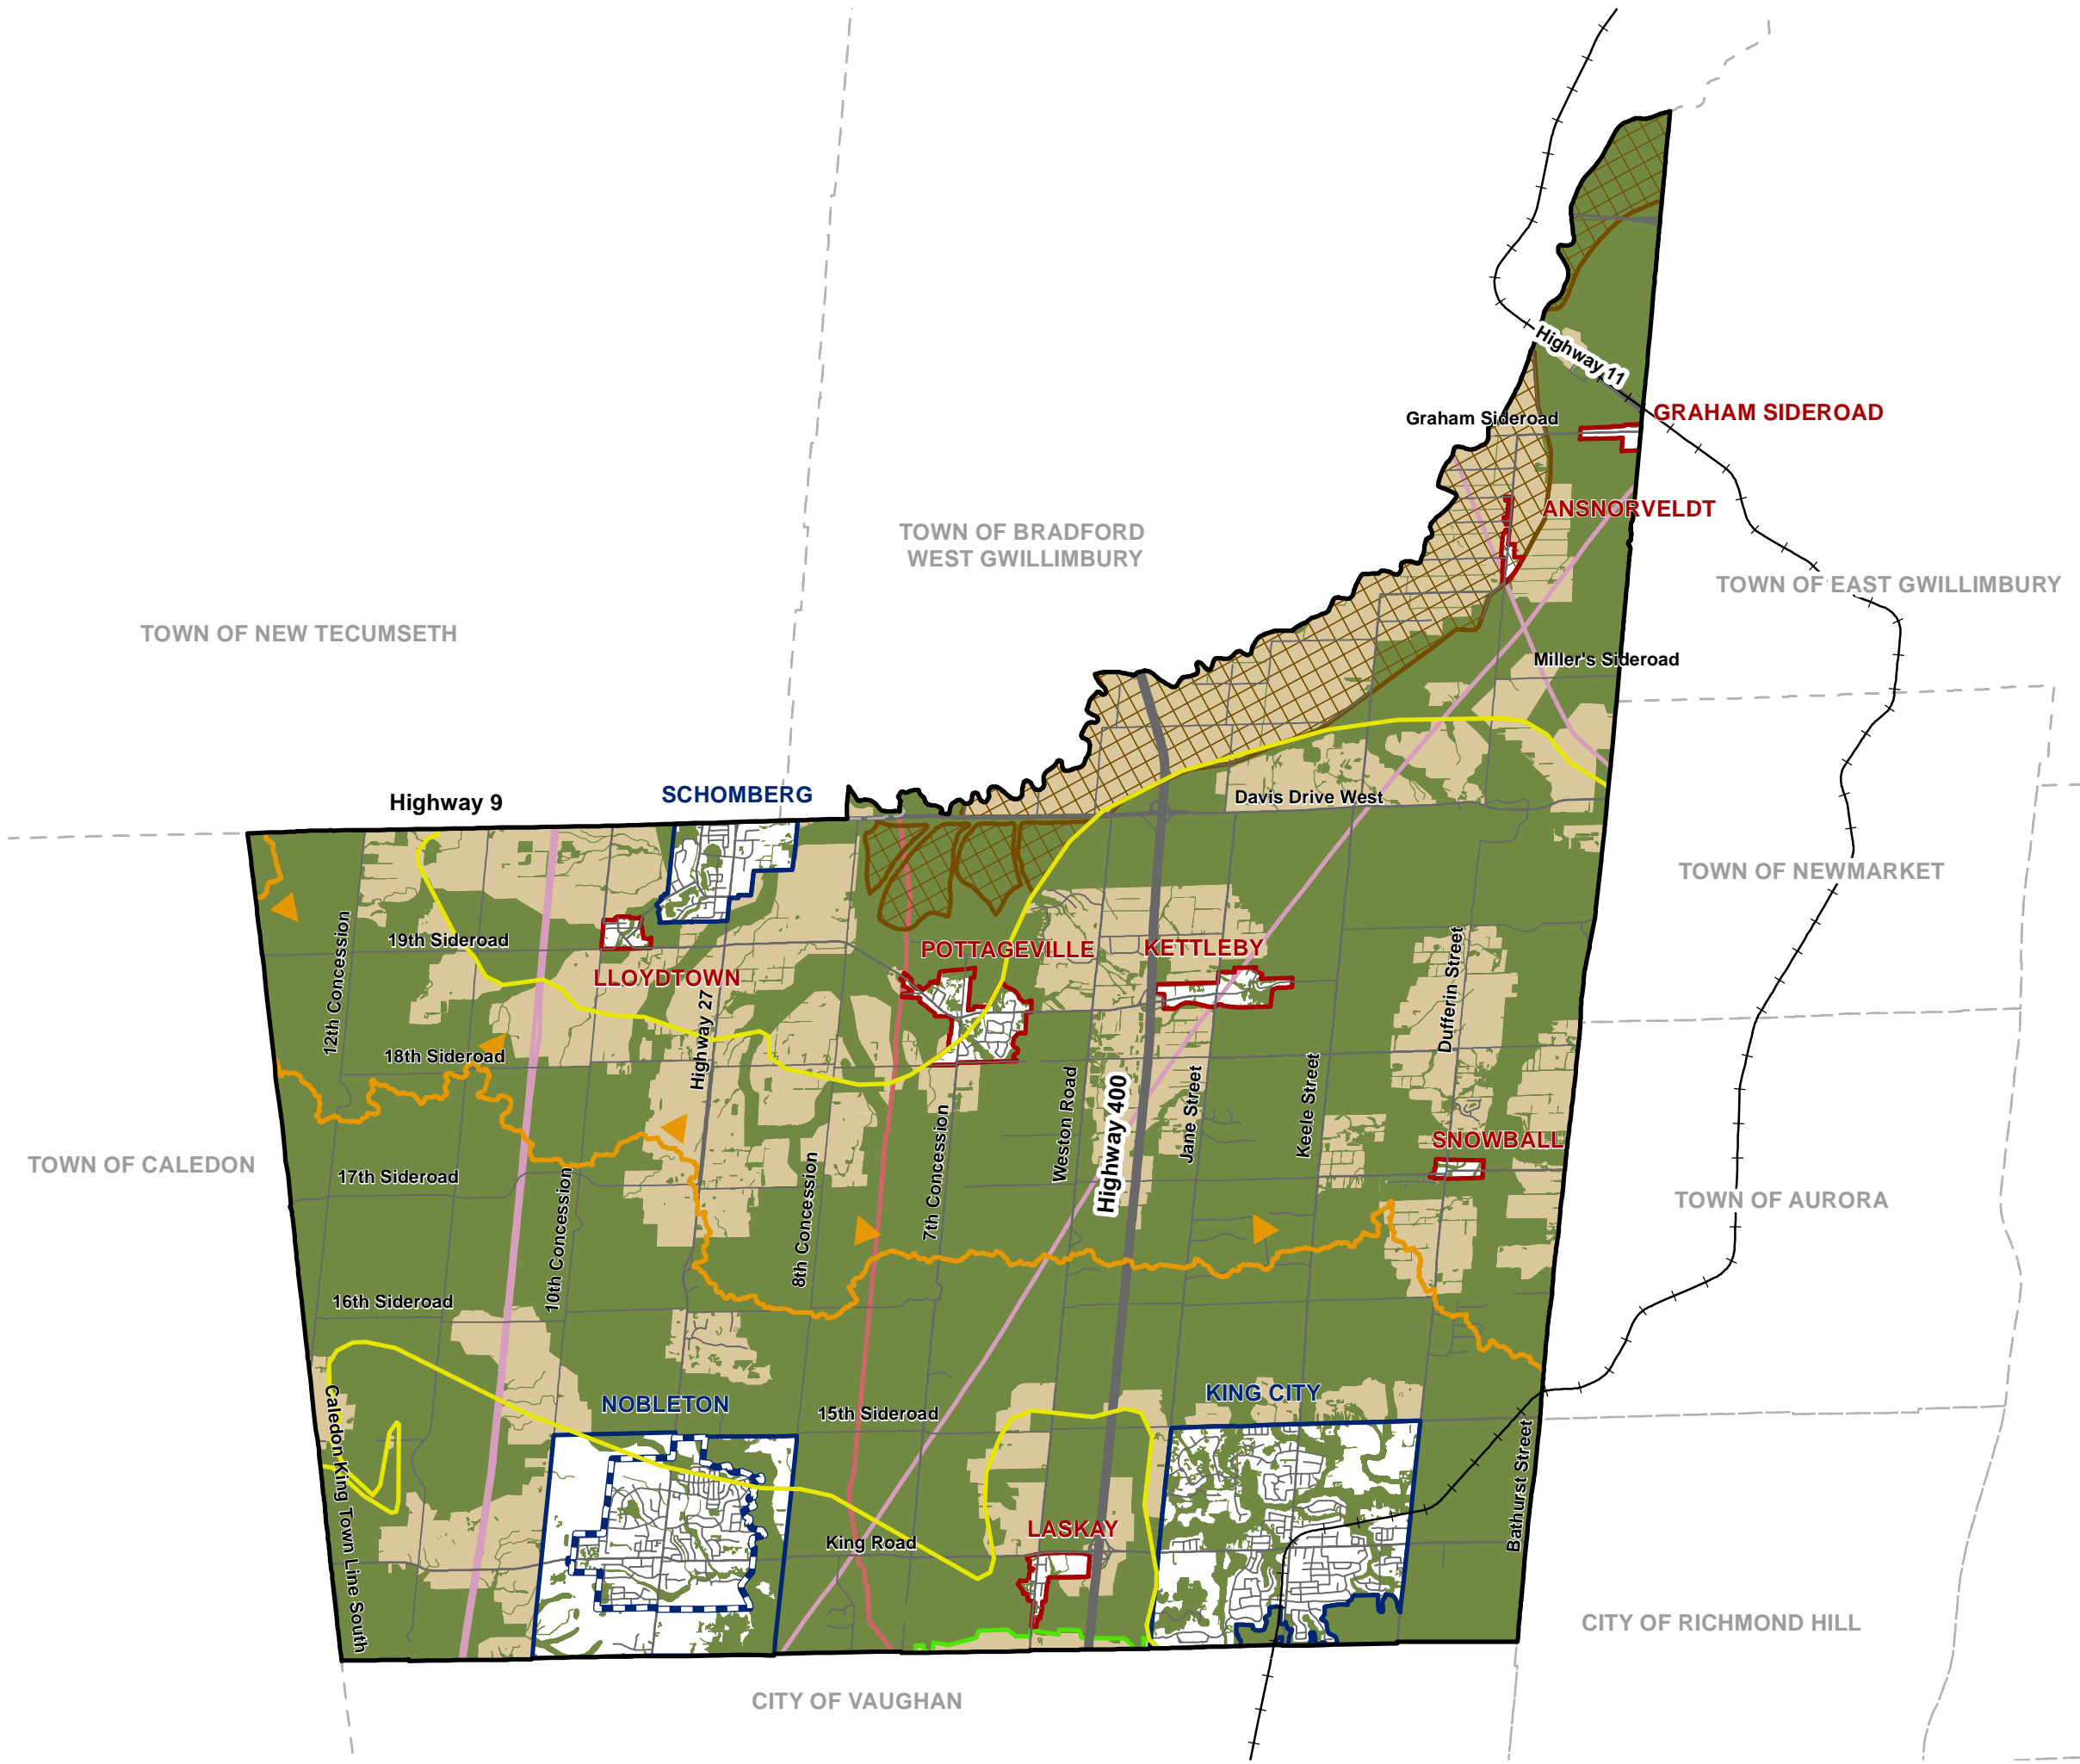 Highway 11
GRAHAM SIDEROAD
Graham Sideroad
ANSNORVELDT
TOWN OF BRADFORD
WEST GWILLIMBURY
TOWN OF EAST GWILLIMBURY
TOWN OF NEW TECUMSETH
Miller's Sideroad
Highway 9
SCHOMBERG
Davis Drive West
TOWN OF NEWMARKET
19th Sideroad
12th Concession
LLOYDTOWN
POTTAGEVILLE
KETTLEBY
Dufferin Street
Highway 27
18th Sideroad
Weston Road
Highway 400
Jane Street
Keele Street
SNOWBALL
TOWN OF CALEDON
17th Sideroad
10th Concession
8th Concession
7th Concession
TOWN OF AURORA
16th Sideroad
NOBLETON
15th Sideroad
KING CITY
Caledon King Town Line South
King Road
LASKAY
Bathurst Street
CITY OF RICHMOND HILL
CITY OF VAUGHAN